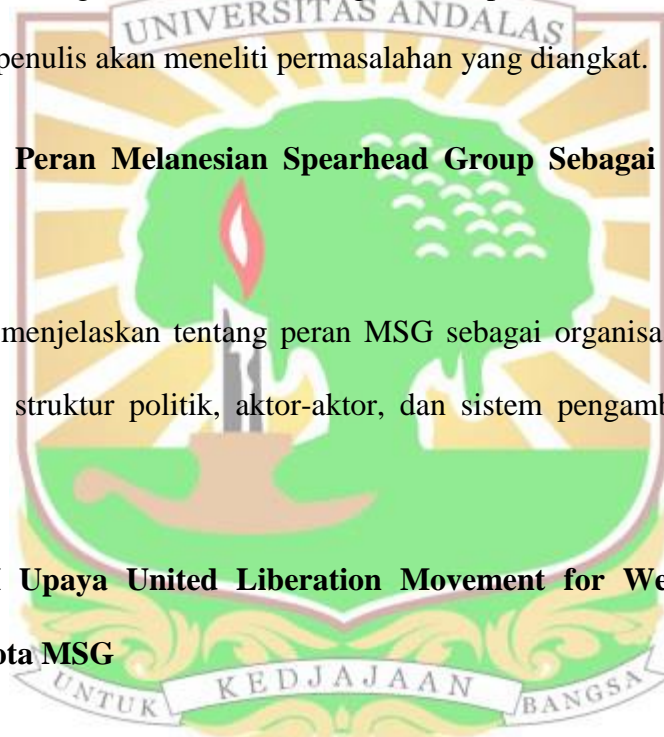 UNIVERSITAS ANDALAS
penulis akan meneliti permasalahan yang diangkat.
Peran Melanesian Spearhead Group Sebagai
menjelaskan tentang peran MSG sebagai organisa
struktur politik, aktor-aktor, dan sistem pengamb
Upaya United Liberation Movement for We
ota MSG
UNTUK KEDJAJAAN BANGSA